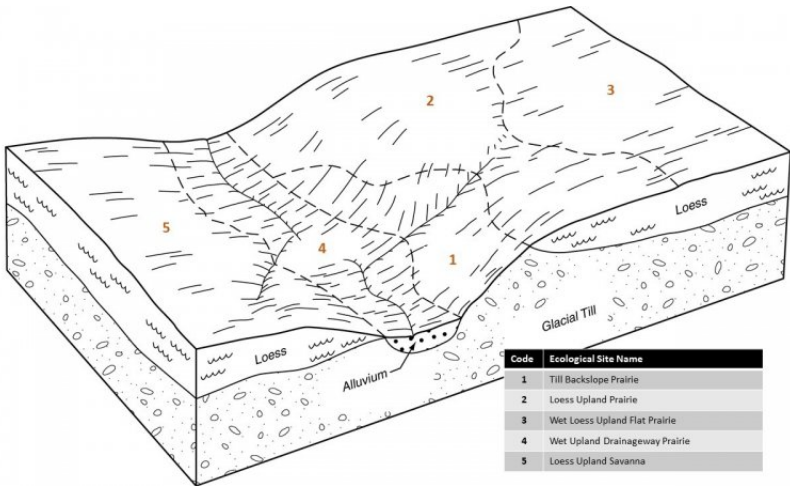 2
3
5
4
1
Loess
Glacial Till
Loess
Alluvium
Code Ecological Site Name
1 Till Backslope Prairie
2 Loess Upland Prairie
3 Wet Loess Upland Flat Prairie
4 Wet Upland Drainageway Prairie
5 Loess Upland Savanna